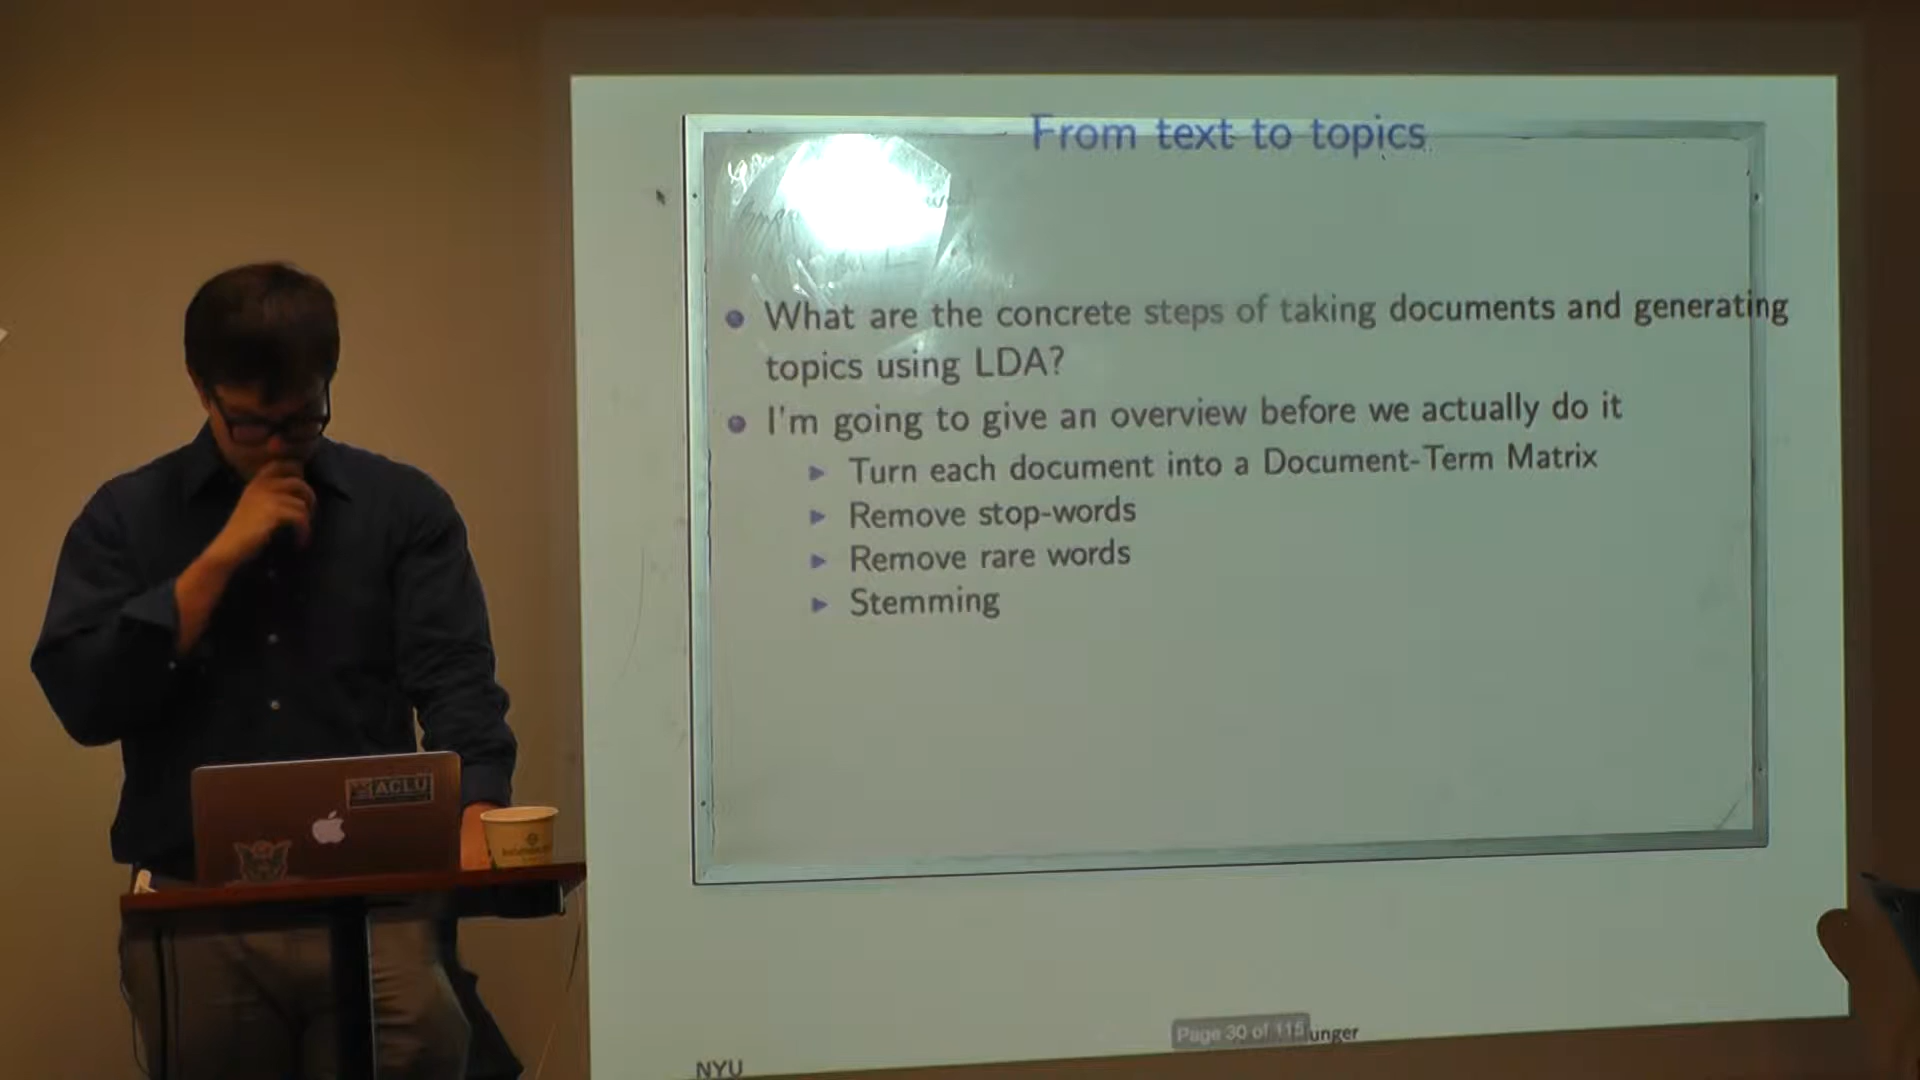 From text to topics
What are the concrete steps of taking documents and generating
topics using LDA?
I'm going to give an overview before we actually do it
Turn each document into a Document-Term Matrix
Remove stop-words
Remove rare words
Stemming
ACLU
Page 30 of 115 unger
NYU